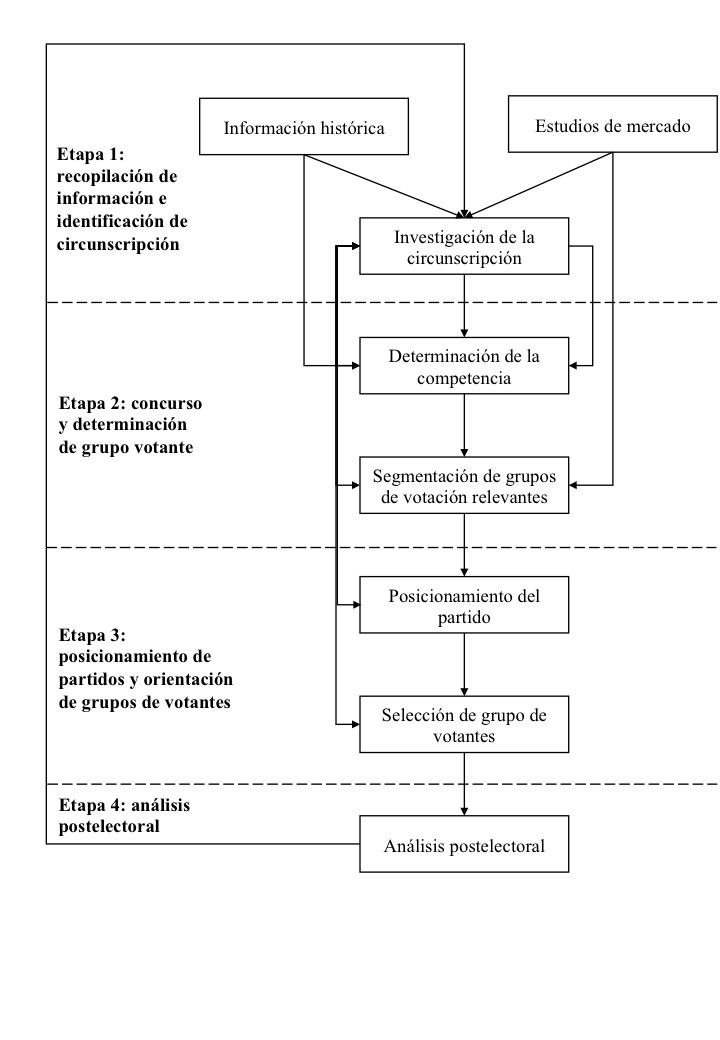 Información histórica
Estudios de mercado
Etapa 1:
recopilación de
información e
identificación de
circunscripción
Investigación de la
circunscripción
Determinación de la
competencia
Etapa 2: concurso
y determinación
de grupo votante
Segmentación de grupos
de votación relevantes
Posicionamiento del
partido
Etapa 3:
posicionamiento de
partidos y orientación
de grupos de votantes
Selección de grupo de
votantes
Etapa 4: análisis
postelectoral
Análisis postelectoral